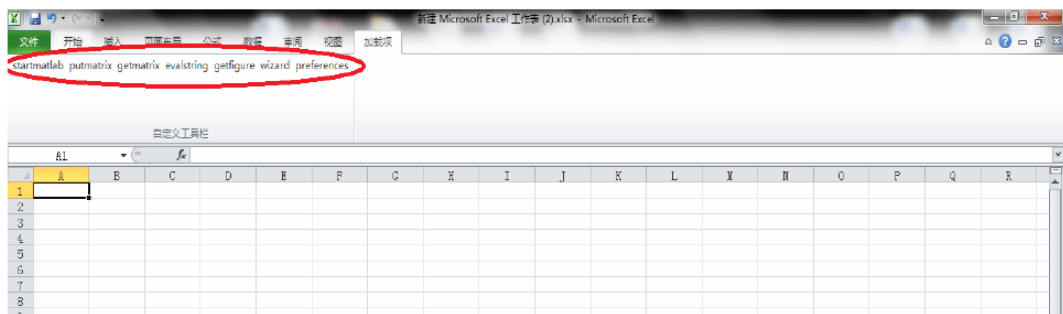 新建 Microsoft Excel 工作表 (2).xlsx - Microsoft Excel
文件 开始 插入 页面布局 公式 数据 审阅 视图 加载项
startmatlab putmatrix getmatrix evalstring getfigure wizard preferences
自定义工具栏
A1 fx
A B C D E F G H I J K L M N O P Q R
1
2
3
4
5
6
7
8